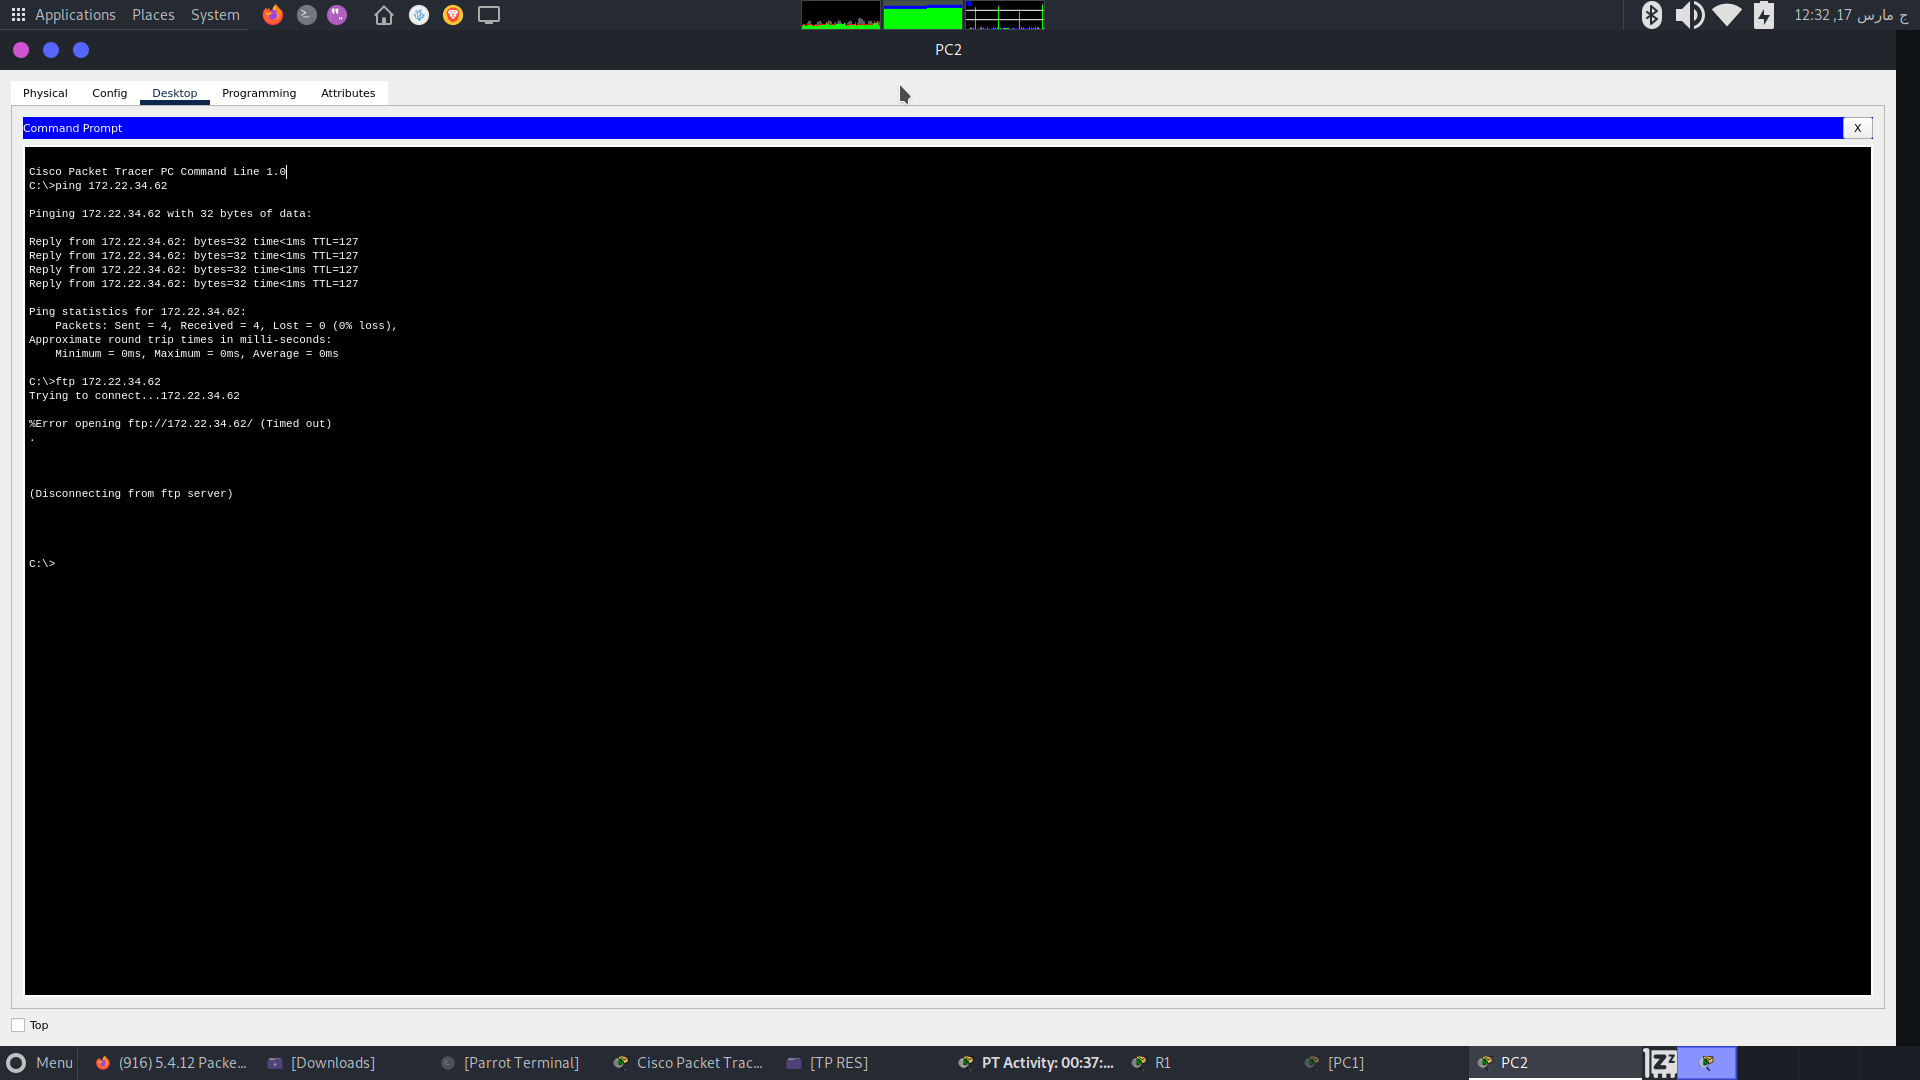 Applications Places System
12:32 ,17 مارس ج
PC2
Physical Config Desktop Programming Attributes
Command Prompt
X
Cisco Packet Tracer PC Command Line 1.0
C:\>ping 172.22.34.62
Pinging 172.22.34.62 with 32 bytes of data:
Reply from 172.22.34.62: bytes=32 time<1ms TTL=127
Reply from 172.22.34.62: bytes=32 time<1ms TTL=127
Reply from 172.22.34.62: bytes=32 time<1ms TTL=127
Reply from 172.22.34.62: bytes=32 time<1ms TTL=127
Ping statistics for 172.22.34.62:
Packets: Sent = 4, Received = 4, Lost = 0 (0% loss),
Approximate round trip times in milli-seconds:
Minimum = 0ms, Maximum = 0ms, Average = 0ms
C:\>ftp 172.22.34.62
Trying to connect...172.22.34.62
%Error opening ftp://172.22.34.62/ (Timed out)
.
(Disconnecting from ftp server)
C:\>
Top
Menu (916) 5.4.12 Packe... [Downloads] [Parrot Terminal] Cisco Packet Trac... [TP RES] PT Activity: 00:37:... R1 [PC1] PC2 zZz